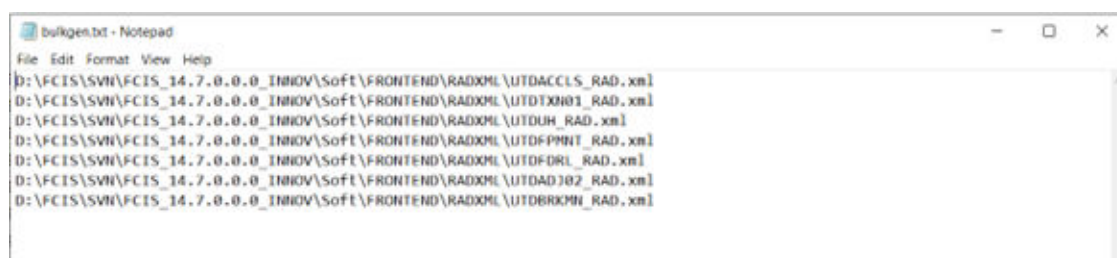 bulkgen.txt - Notepad
File Edit Format View Help
D:\FCIS\SVN\FCIS_14.7.0.0.0_INNOV\Soft\FRONTEND\RADXML\UTDACCLS_RAD.xml
D:\FCIS\SVN\FCIS_14.7.0.0.0_INNOV\Soft\FRONTEND\RADXML\UTDTXN01_RAD.xml
D:\FCIS\SVN\FCIS_14.7.0.0.0_INNOV\Soft\FRONTEND\RADXML\UTDUH_RAD.xml
D:\FCIS\SVN\FCIS_14.7.0.0.0_INNOV\Soft\FRONTEND\RADXML\UTDFPMNT_RAD.xml
D:\FCIS\SVN\FCIS_14.7.0.0.0_INNOV\Soft\FRONTEND\RADXML\UTDFDRL_RAD.xml
D:\FCIS\SVN\FCIS_14.7.0.0.0_INNOV\Soft\FRONTEND\RADXML\UTDADJ02_RAD.xml
D:\FCIS\SVN\FCIS_14.7.0.0.0_INNOV\Soft\FRONTEND\RADXML\UTDBRKMN_RAD.xml